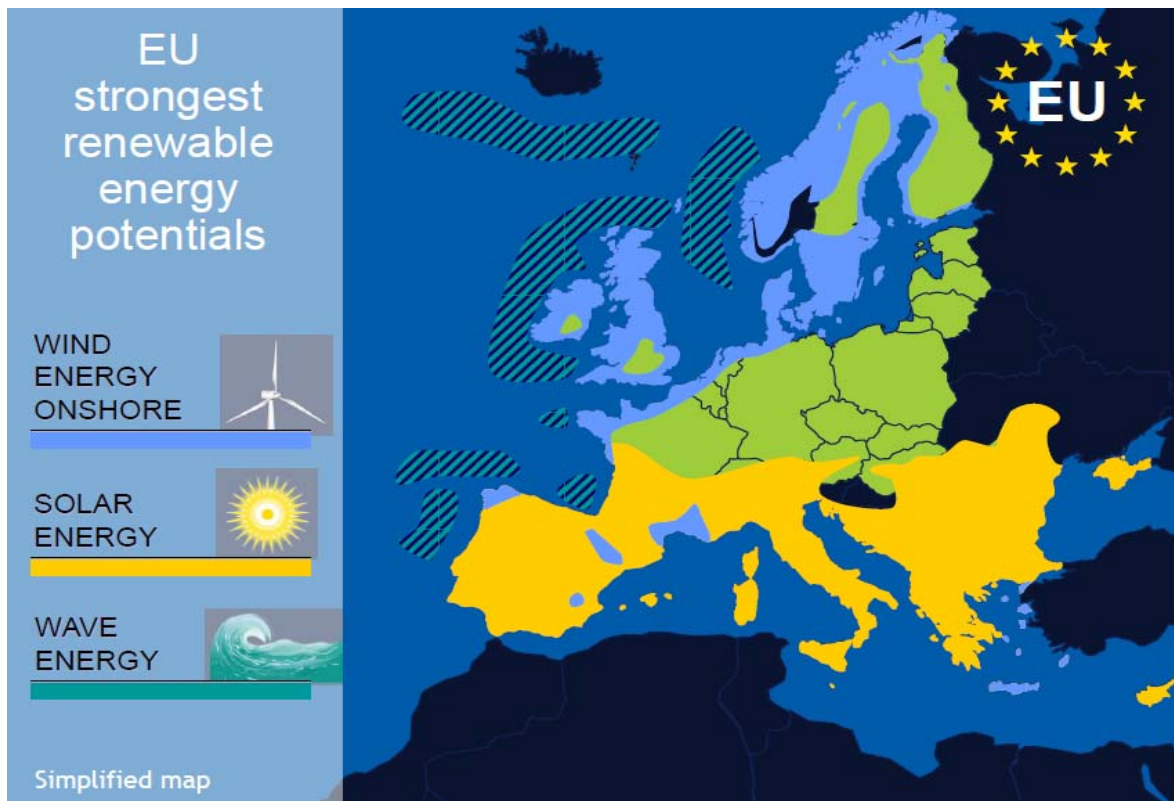 EU
strongest
renewable
energy
potentials
WIND
ENERGY
ONSHORE
SOLAR
ENERGY
WAVE
ENERGY
Simplified map
EU